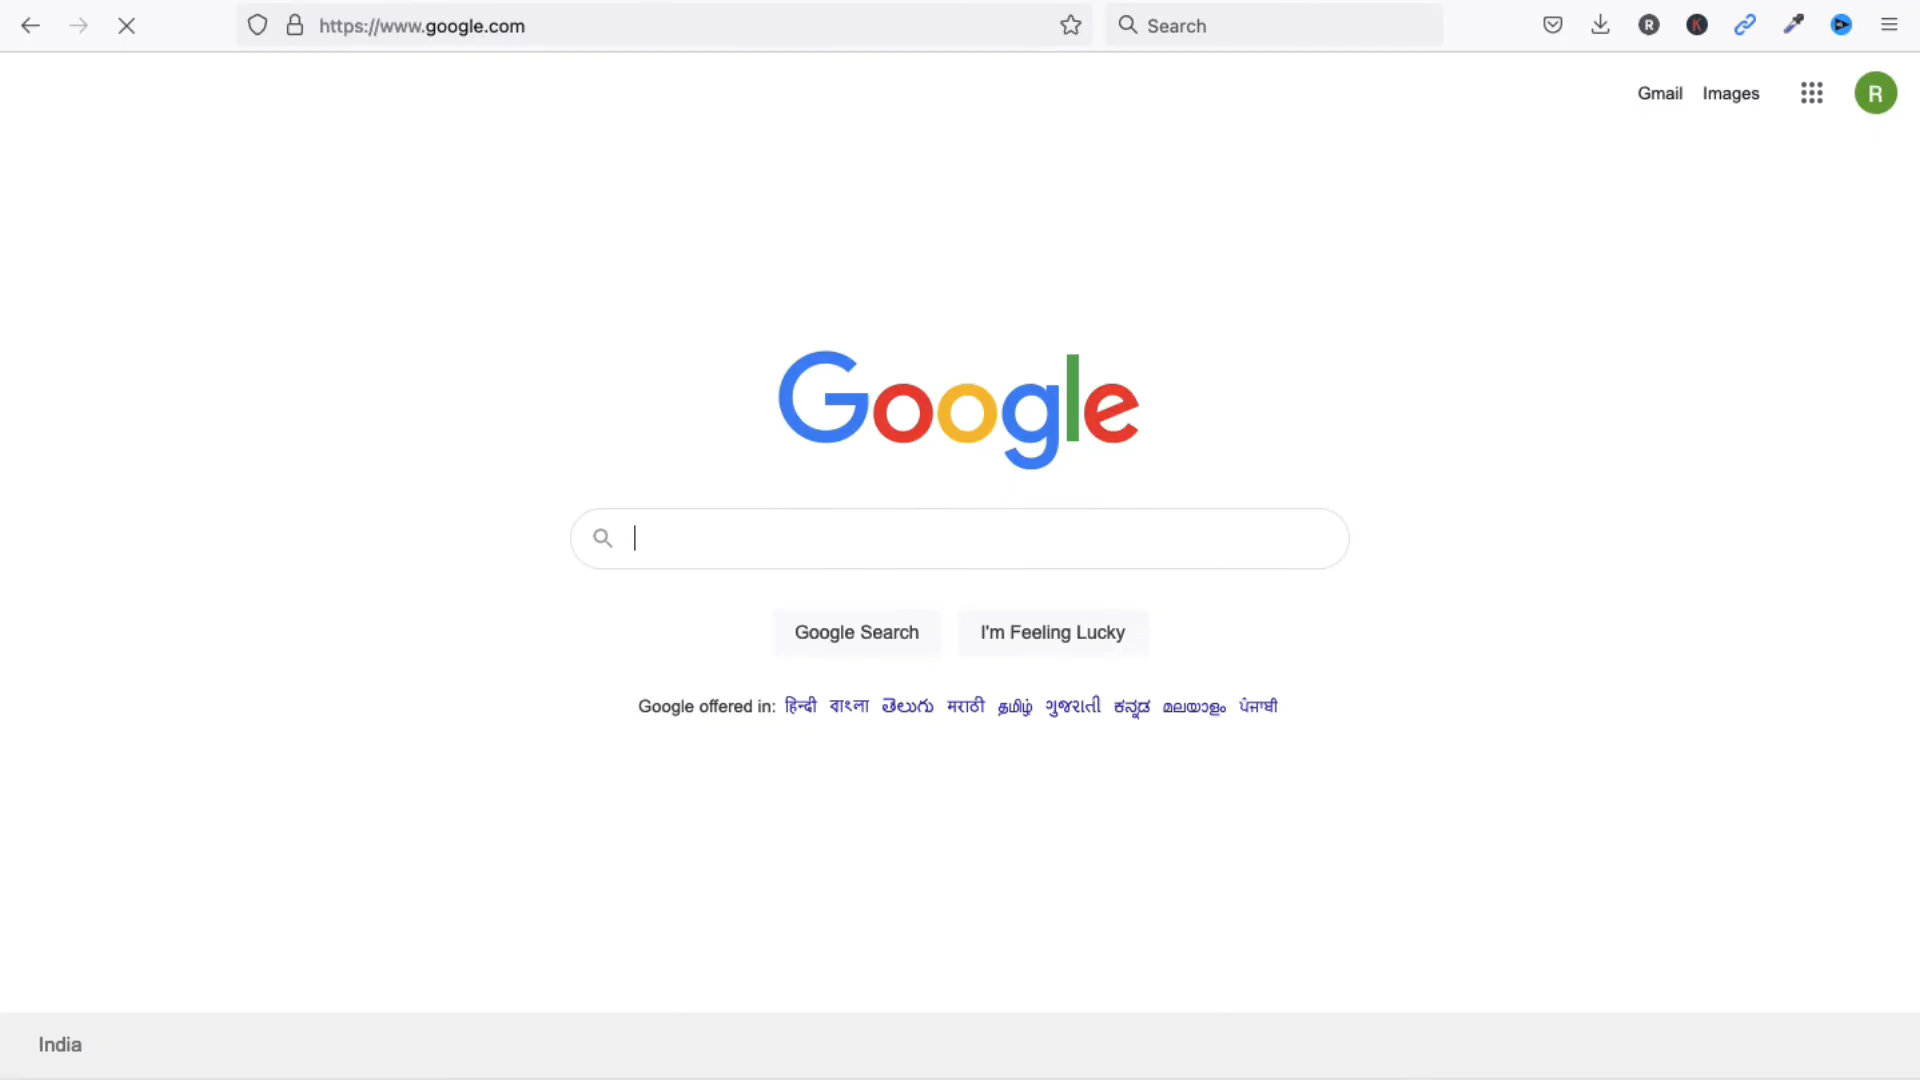 https://www.google.com
Search
R
K
Gmail Images
R
Google
Google Search I'm Feeling Lucky
Google offered in: हिन्दी বাংলা తెలుగు मराठी தமிழ் ગુજરાતી ಕನ್ನಡ മലയാളം ਪੰਜਾਬੀ
India